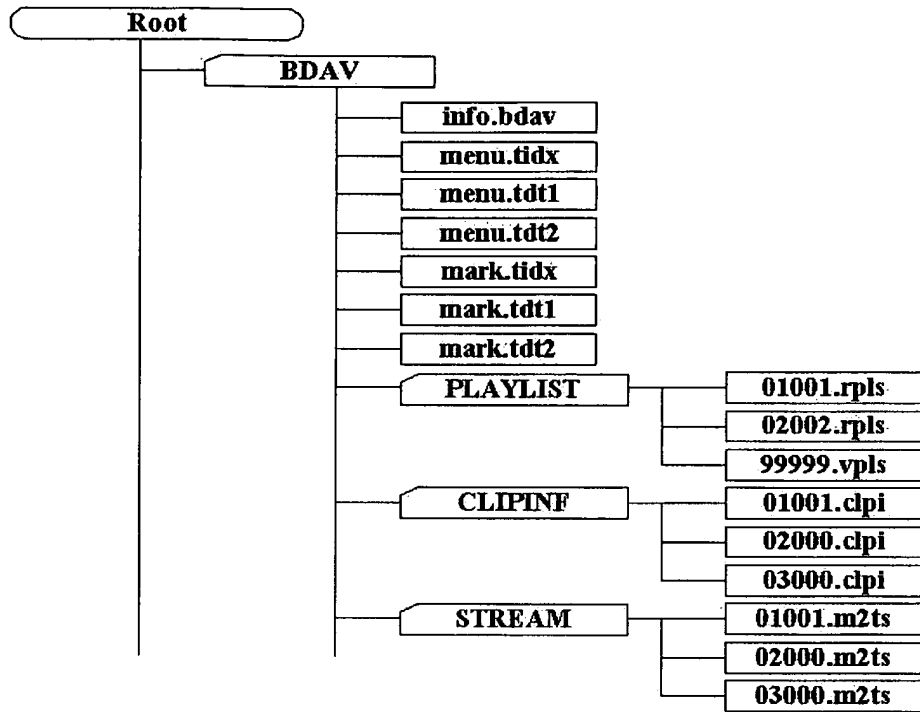 Root
BDAV
info.bdav
menu.tidx
menu.tdt1
menu.tdt2
mark.tidx
mark.tdt1
mark.tdt2
PLAYLIST
01001.rpls
02002.rpls
99999.vpls
CLIPINF
01001.clpi
02000.clpi
03000.clpi
STREAM
01001.m2ts
02000.m2ts
03000.m2ts